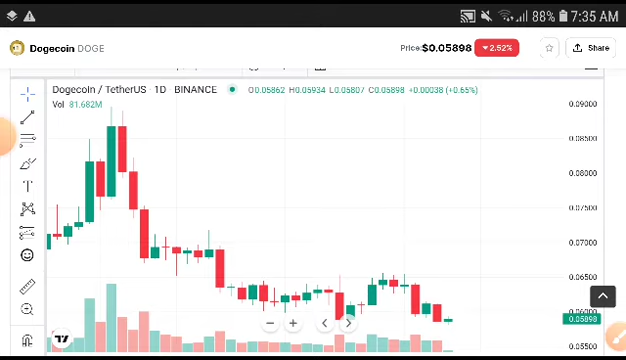 88% 7:35 AM
Dogecoin DOGE
Price: $0.05898 ▼2.52%
Share
Dogecoin / TetherUS · 1D · BINANCE
O0.05862 H0.05934 L0.05807 C0.05898 +0.00038 (+0.65%)
Vol 81.682M
0.09000
0.08500
0.08000
0.07500
0.07000
0.06500
0.06000
0.05898
0.05500